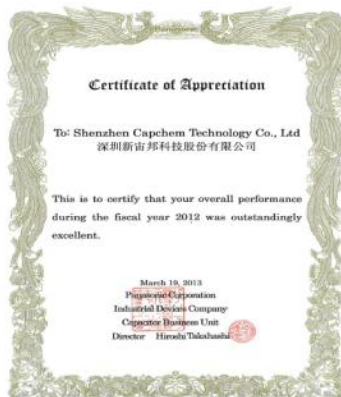 Certificate of Appreciation
To: Shenzhen Capchem Technology Co., Ltd
深圳新宙邦科技股份有限公司
This is to certify that your overall performance
during the fiscal year 2012 was outstandingly
excellent.
March 19, 2013
Panasonic Corporation
Industrial Devices Company
Capacitor Business Unit
Director Hiroshi Takahashi